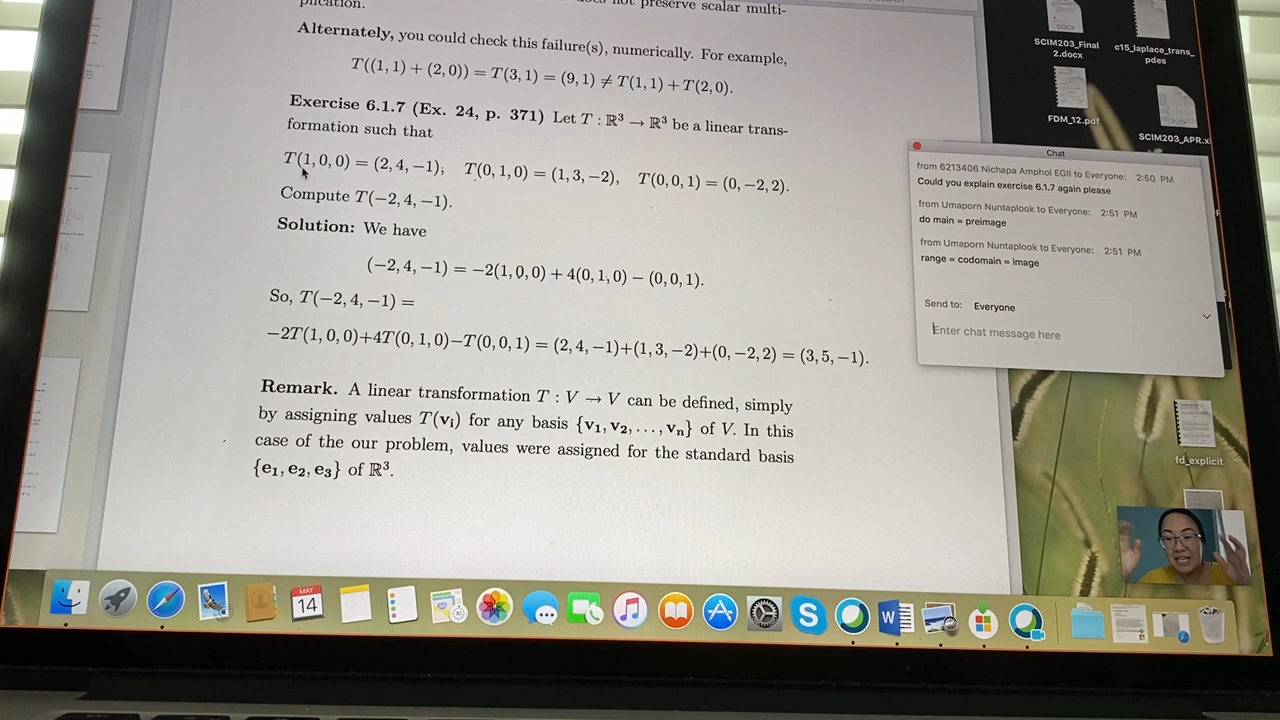 plication. does not preserve scalar multi-
Alternately, you could check this failure(s), numerically. For example,
T((1, 1) + (2, 0)) = T(3, 1) = (9, 1) ≠ T(1, 1) + T(2, 0).
Exercise 6.1.7 (Ex. 24, p. 371) Let T : ℝ³ → ℝ³ be a linear trans-
formation such that
T(1, 0, 0) = (2, 4, −1); T(0, 1, 0) = (1, 3, −2), T(0, 0, 1) = (0, −2, 2).
Compute T(−2, 4, −1).
Solution: We have
(−2, 4, −1) = −2(1, 0, 0) + 4(0, 1, 0) − (0, 0, 1).
So, T(−2, 4, −1) =
−2T(1, 0, 0)+4T(0, 1, 0)−T(0, 0, 1) = (2, 4, −1)+(1, 3, −2)+(0, −2, 2) = (3, 5, −1).
Remark. A linear transformation T : V → V can be defined, simply
by assigning values T(vᵢ) for any basis {v₁, v₂, . . . , vₙ} of V. In this
case of the our problem, values were assigned for the standard basis
{e₁, e₂, e₃} of ℝ³.
DOCX
SCIM203_Final
2.docx
c15_laplace_trans_
pdes
FDM_12.pdf
SCIM203_APR.x
Chat
from 6213406 Nichapa Amphol EGII to Everyone: 2:50 PM
Could you explain exercise 6.1.7 again please
from Umaporn Nuntaplook to Everyone: 2:51 PM
do main = preimage
from Umaporn Nuntaplook to Everyone: 2:51 PM
range = codomain = image
Send to: Everyone
Enter chat message here
fd_explicit
MAY
14
S
W